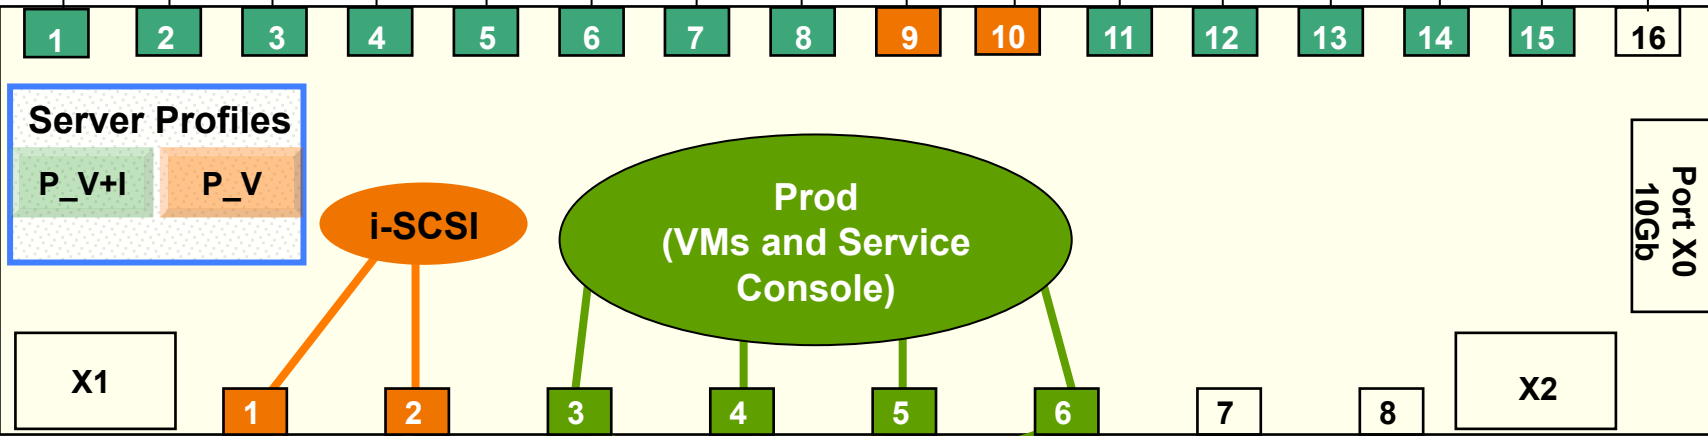 1 2 3 4 5 6 7 8 9 10 11 12 13 14 15 16
Server Profiles
P_V+I P_V
i-SCSI
Prod
(VMs and Service
Console)
Port X0
10Gb
X1
X2
1 2 3 4 5 6 7 8